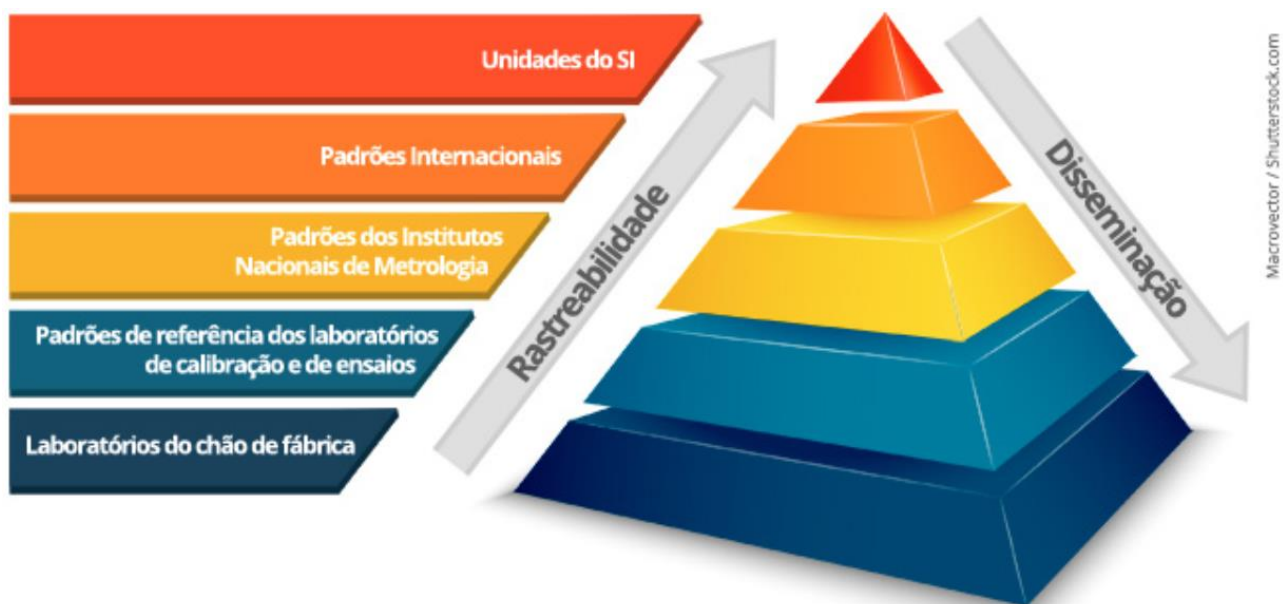 Unidades do SI
Padrões Internacionais
Padrões dos Institutos
Nacionais de Metrologia
Padrões de referência dos laboratórios
de calibração e de ensaios
Laboratórios do chão de fábrica
Rastreabilidade
Disseminação
Macrovector / Shutterstock.com